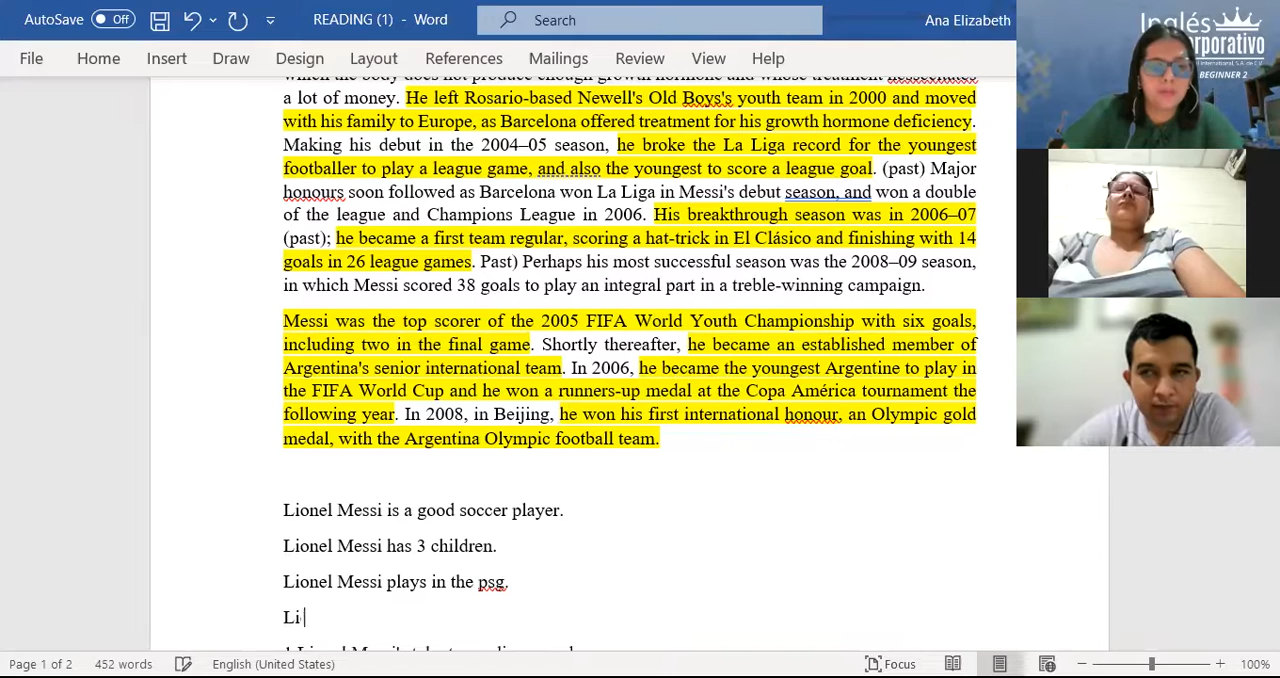 AutoSave Off READING (1) - Word Search Ana Elizabeth
File Home Insert Draw Design Layout References Mailings Review View Help
Inglés
BEGINNER 2
which the body does not produce enough growth hormone and whose treatment
a lot of money. He left Rosario-based Newell's Old Boys's youth team in 2000 and moved
with his family to Europe, as Barcelona offered treatment for his growth hormone deficiency.
Making his debut in the 2004–05 season, he broke the La Liga record for the youngest
footballer to play a league game, and also the youngest to score a league goal. (past) Major
honours soon followed as Barcelona won La Liga in Messi's debut season, and won a double
of the league and Champions League in 2006. His breakthrough season was in 2006–07
(past); he became a first team regular, scoring a hat-trick in El Clásico and finishing with 14
goals in 26 league games. Past) Perhaps his most successful season was the 2008–09 season,
in which Messi scored 38 goals to play an integral part in a treble-winning campaign.
Messi was the top scorer of the 2005 FIFA World Youth Championship with six goals,
including two in the final game. Shortly thereafter, he became an established member of
Argentina's senior international team. In 2006, he became the youngest Argentine to play in
the FIFA World Cup and he won a runners-up medal at the Copa América tournament the
following year. In 2008, in Beijing, he won his first international honour, an Olympic gold
medal, with the Argentina Olympic football team.
Lionel Messi is a good soccer player.
Lionel Messi has 3 children.
Lionel Messi plays in the psg.
Li
Page 1 of 2 452 words English (United States) Focus 100%